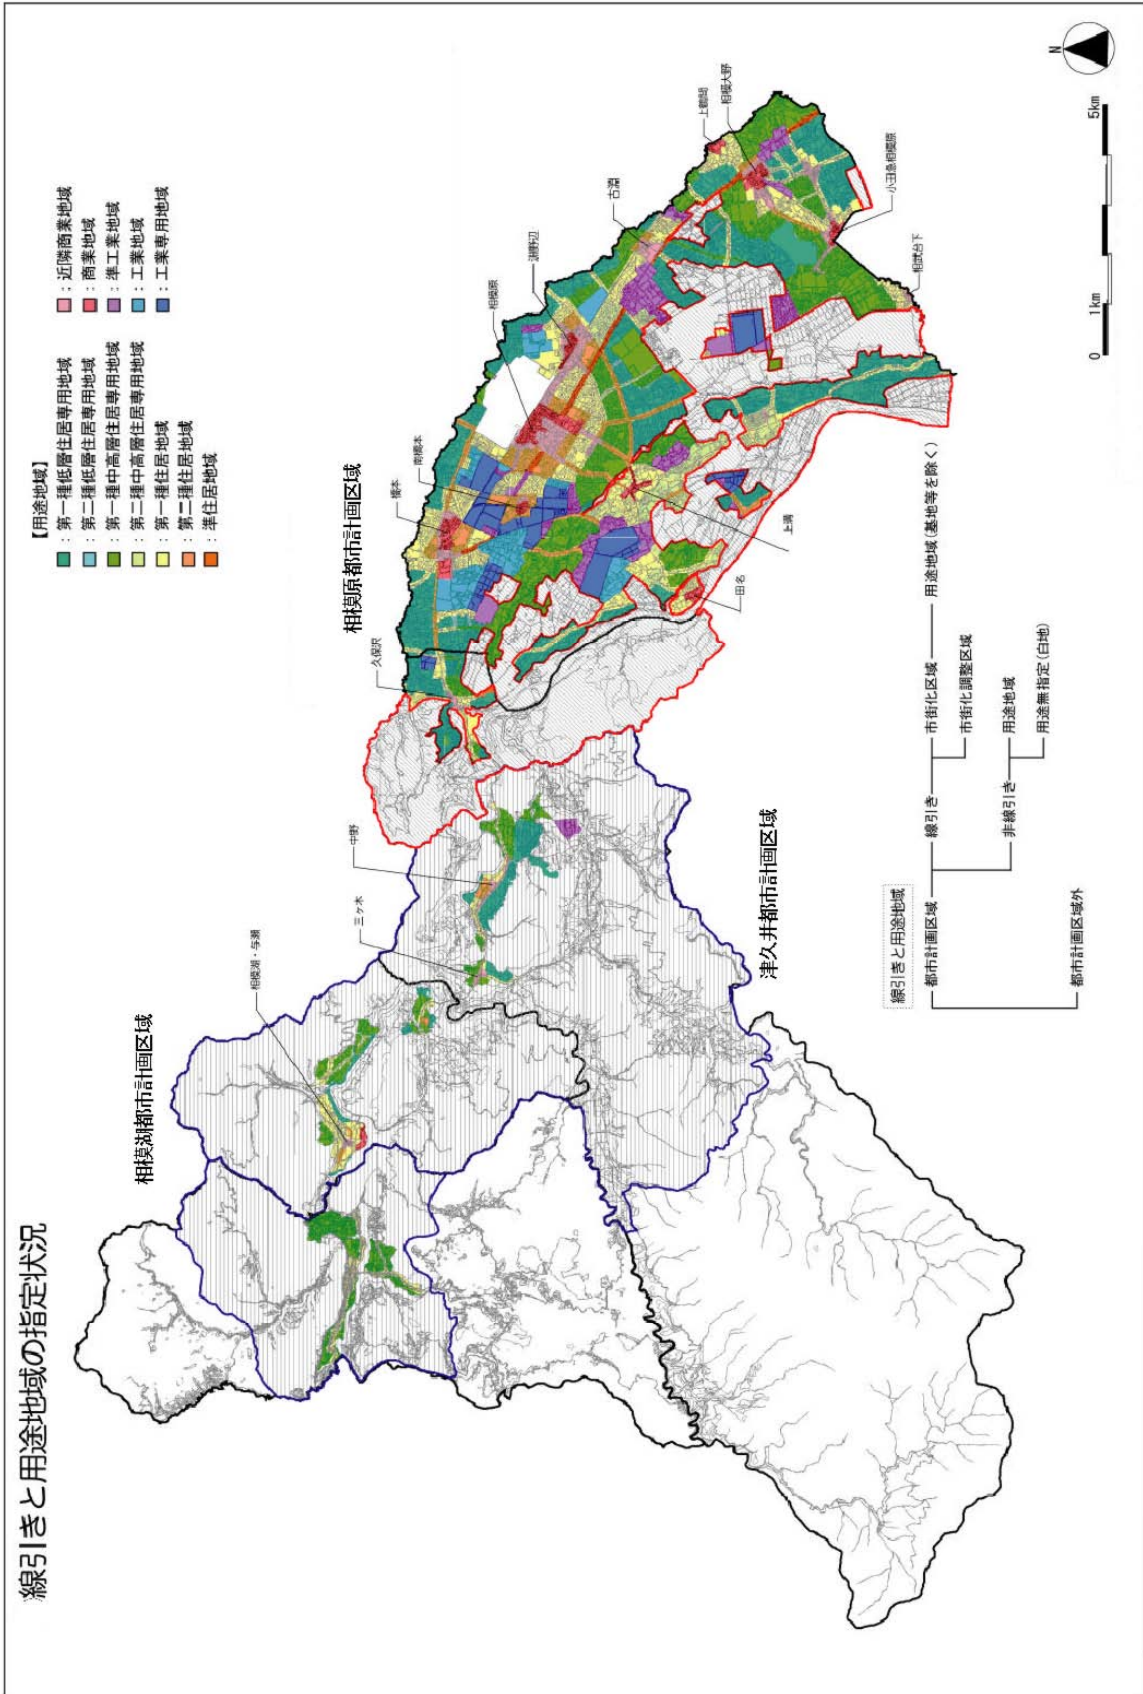 線引きと用途地域の指定状況
【用途地域】
：第一種低層住居専用地域
：第二種低層住居専用地域
：第一種中高層住居専用地域
：第二種中高層住居専用地域
：第一種住居地域
：第二種住居地域
：準住居地域
：近隣商業地域
：商業地域
：準工業地域
：工業地域
：工業専用地域
N
相模湖都市計画区域
相模原都市計画区域
津久井都市計画区域
相模湖・与瀬
三ヶ木
中野
久保沢
橋本
南橋本
相模原
淵野辺
古淵
上鶴間
相模大野
小田急相模原
相武台下
上溝
田名
0 1km 5km
線引きと用途地域
都市計画区域
線引き
市街化区域
用途地域(基地等を除く)
市街化調整区域
非線引き
用途地域
用途無指定(白地)
都市計画区域外